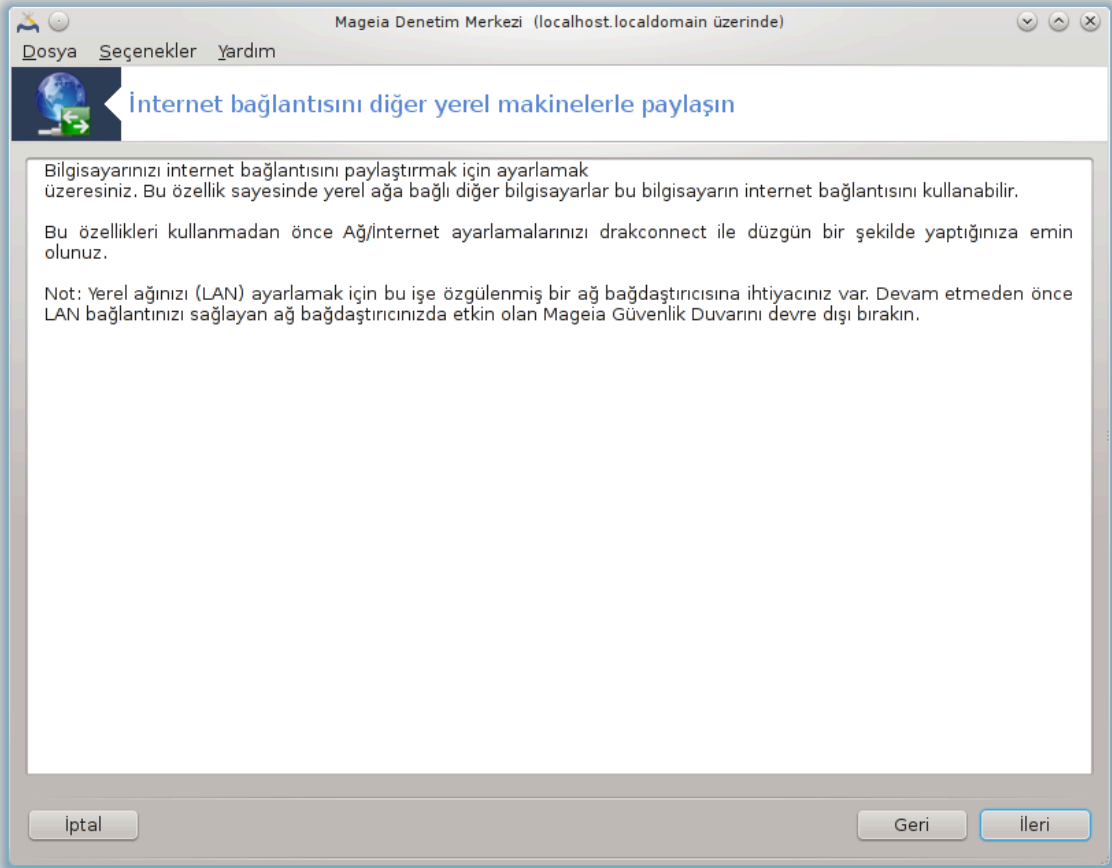 Mageia Denetim Merkezi (localhost.localdomain üzerinde)
Dosya Seçenekler Yardım
İnternet bağlantısını diğer yerel makinelerle paylaşın
Bilgisayarınızı internet bağlantısını paylaştırmak için ayarlamak
üzeresiniz. Bu özellik sayesinde yerel ağa bağlı diğer bilgisayarlar bu bilgisayarın internet bağlantısını kullanabilir.
Bu özellikleri kullanmadan önce Ağ/İnternet ayarlamalarınızı drakconnect ile düzgün bir şekilde yaptığınıza emin
olunuz.
Not: Yerel ağınızı (LAN) ayarlamak için bu işe özgülenmiş bir ağ bağdaştırıcısına ihtiyacınız var. Devam etmeden önce
LAN bağlantınızı sağlayan ağ bağdaştırıcınızda etkin olan Mageia Güvenlik Duvarını devre dışı bırakın.
İptal Geri İleri